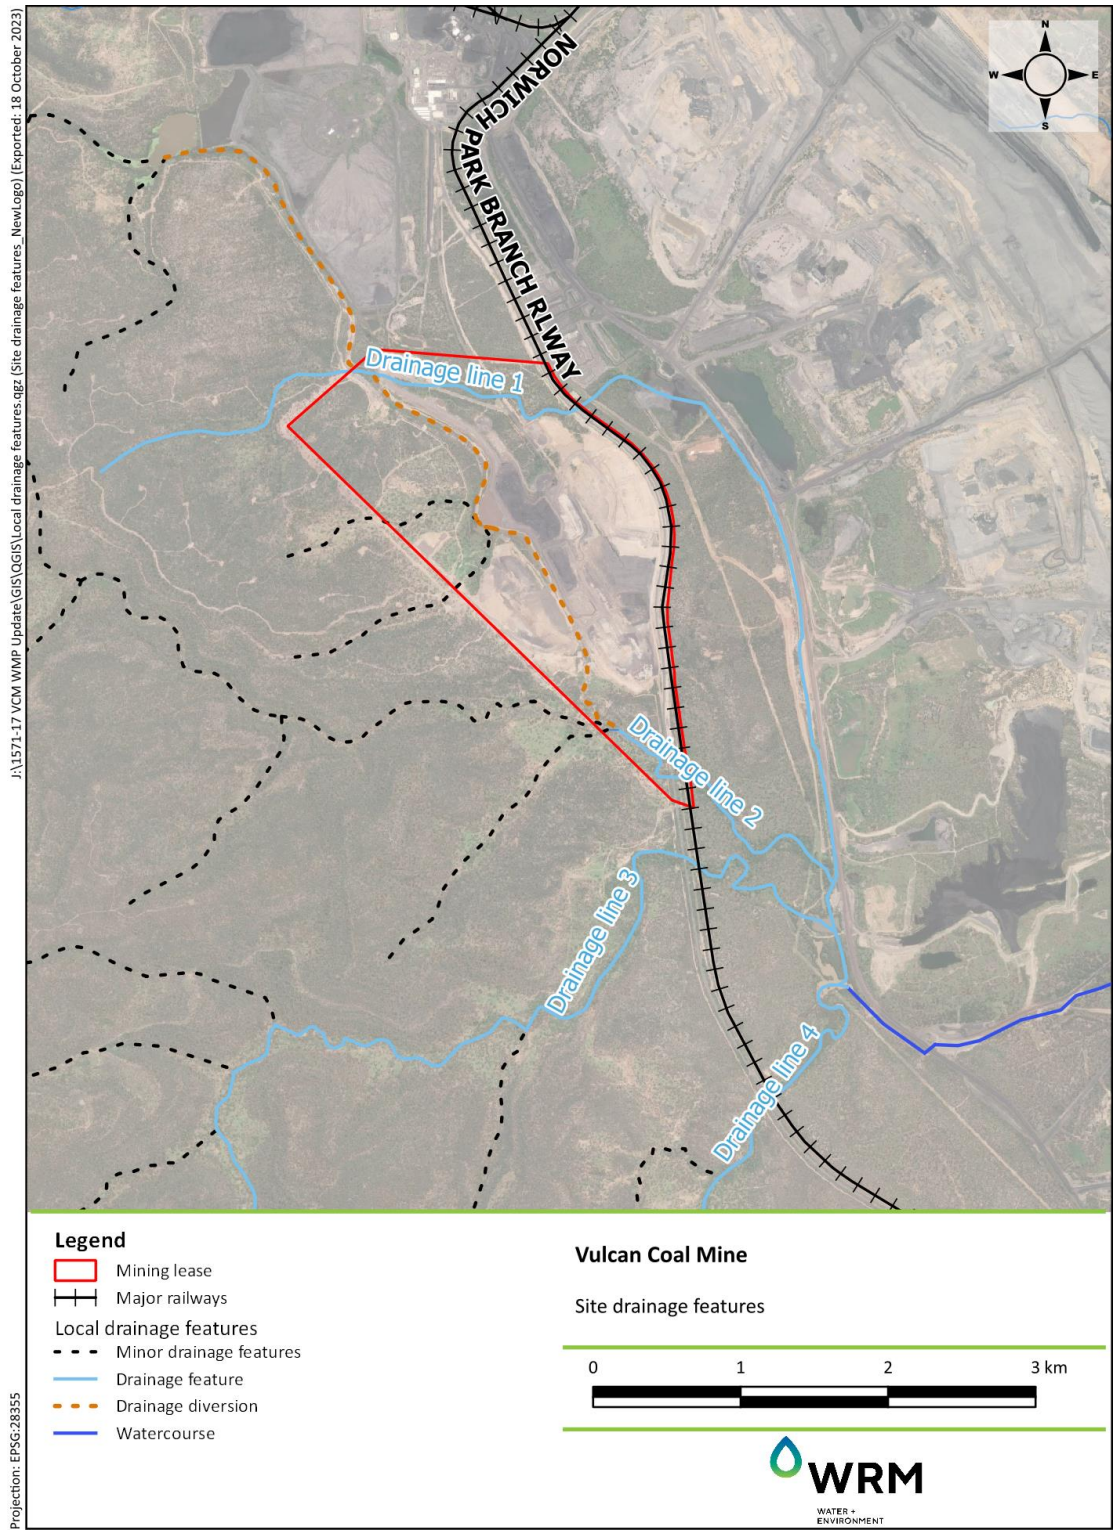 J:\1571-17 VCM WMP Update\GIS\QGIS\Local drainage features.qgz (Site drainage features_NewLogo) (Exported: 18 October 2023)
N
W
E
S
NORWICH PARK BRANCH RLWAY
Drainage line 1
Drainage line 2
Drainage line 3
Drainage line 4
Legend
Mining lease
Major railways
Local drainage features
Minor drainage features
Drainage feature
Drainage diversion
Watercourse
Vulcan Coal Mine
Site drainage features
0 1 2 3 km
WRM
WATER +
ENVIRONMENT
Projection: EPSG:28355